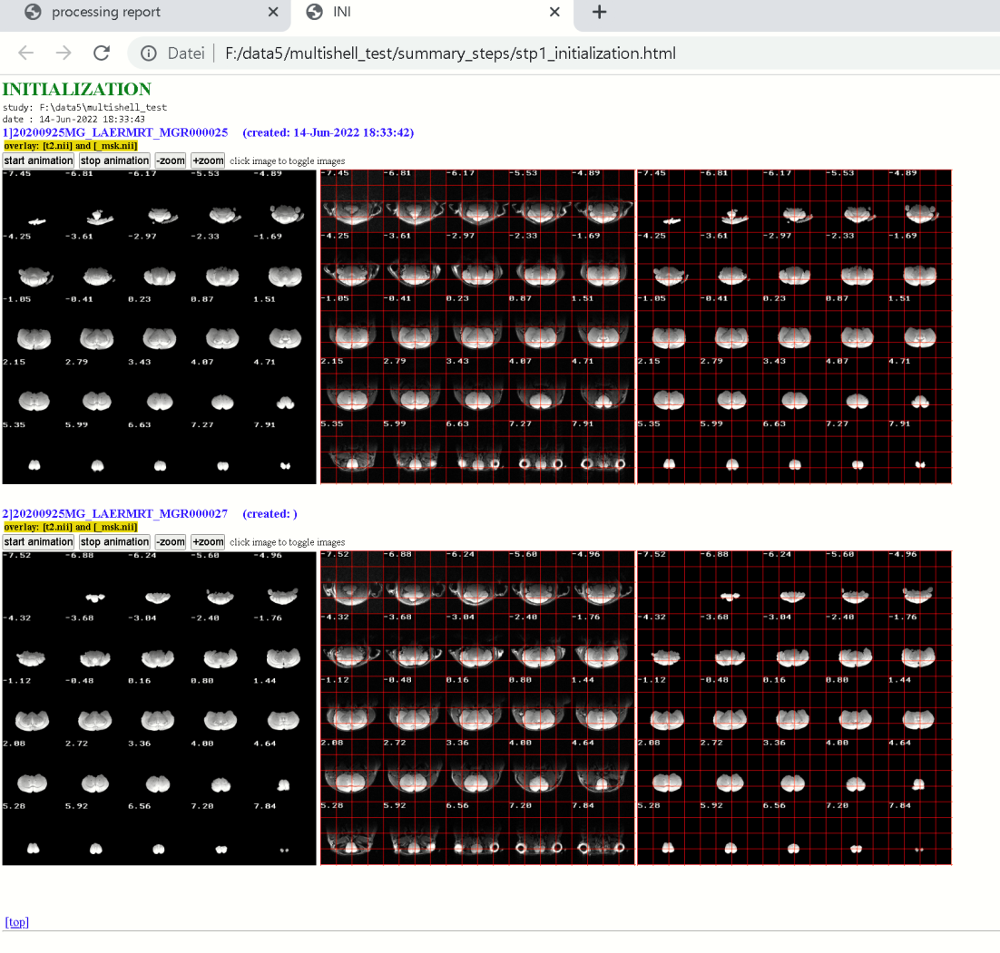 processing report
INI
Datei F:/data5/multishell_test/summary_steps/stp1_initialization.html
INITIALIZATION
study: F:\data5\multishell_test
date : 14-Jun-2022 18:33:43
1]20200925MG_LAERMRT_MGR000025 (created: 14-Jun-2022 18:33:42)
overlay: [t2.nii] and [_msk.nii]
start animation stop animation -zoom +zoom click image to toggle images
-7.45 -6.81 -6.17 -5.53 -4.89 -7.45 -6.81 -6.17 -5.53 -4.89 -7.45 -6.81 -6.17 -5.53 -4.89
-4.25 -3.61 -2.97 -2.33 -1.69 -4.25 -3.61 -2.97 -2.33 -1.69 -4.25 -3.61 -2.97 -2.33 -1.69
-1.05 -0.41 0.23 0.87 1.51 -1.05 -0.41 0.23 0.87 1.51 -1.05 -0.41 0.23 0.87 1.51
2.15 2.79 3.43 4.07 4.71 2.15 2.79 3.43 4.07 4.71 2.15 2.79 3.43 4.07 4.71
5.35 5.99 6.63 7.27 7.91 5.35 5.99 6.63 7.27 7.91 5.35 5.99 6.63 7.27 7.91
2]20200925MG_LAERMRT_MGR000027 (created: )
overlay: [t2.nii] and [_msk.nii]
start animation stop animation -zoom +zoom click image to toggle images
-7.52 -6.88 -6.24 -5.60 -4.96 -7.52 -6.88 -6.24 -5.60 -4.96 -7.52 -6.88 -6.24 -5.60 -4.96
-4.32 -3.68 -3.04 -2.40 -1.76 -4.32 -3.68 -3.04 -2.40 -1.76 -4.32 -3.68 -3.04 -2.40 -1.76
-1.12 -0.48 0.16 0.80 1.44 -1.12 -0.48 0.16 0.80 1.44 -1.12 -0.48 0.16 0.80 1.44
2.08 2.72 3.36 4.00 4.64 2.08 2.72 3.36 4.00 4.64 2.08 2.72 3.36 4.00 4.64
5.28 5.92 6.56 7.20 7.84 5.28 5.92 6.56 7.20 7.84 5.28 5.92 6.56 7.20 7.84
[top]